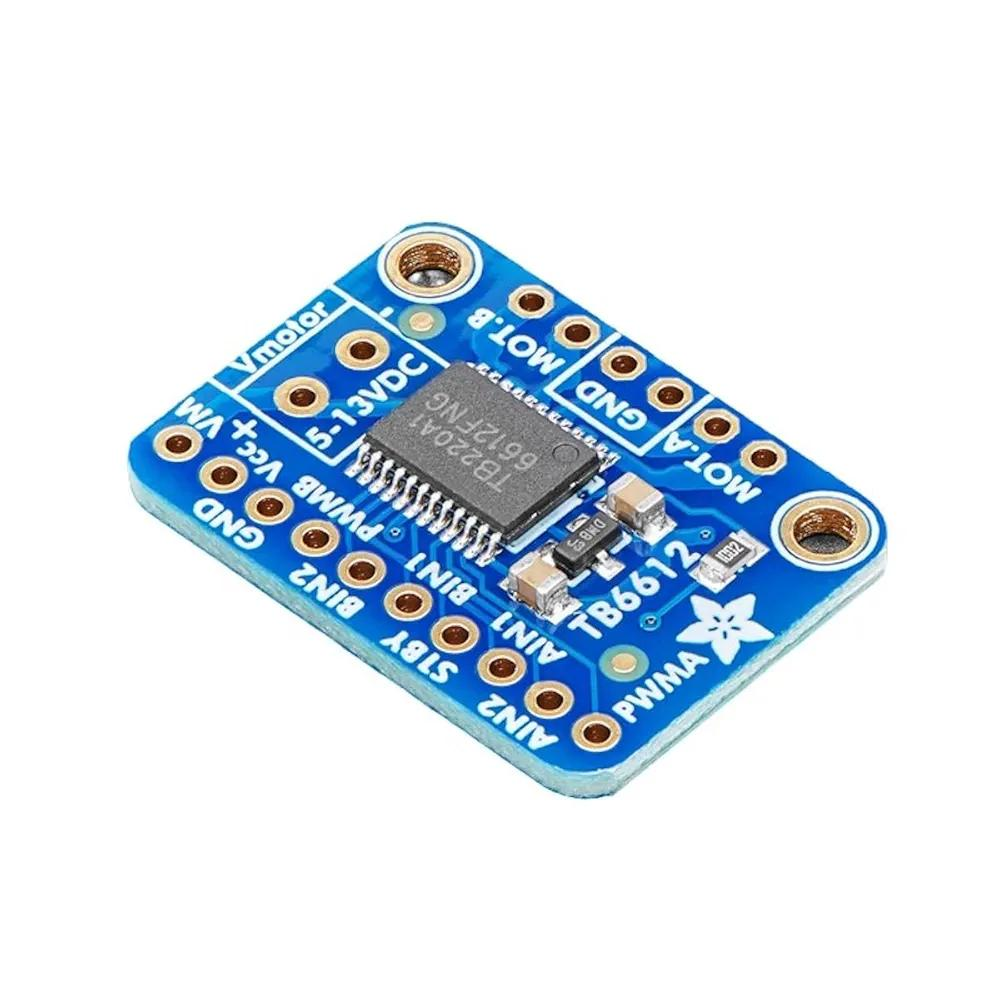 Vmotor
+ -
5-13VDC
VM
Vcc
GND
PWMB
BIN2
BIN1
STBY
AIN1
AIN2
PWMA
TB6612
MOT.B
GND
MOT.A
TB220A1
6612FNG